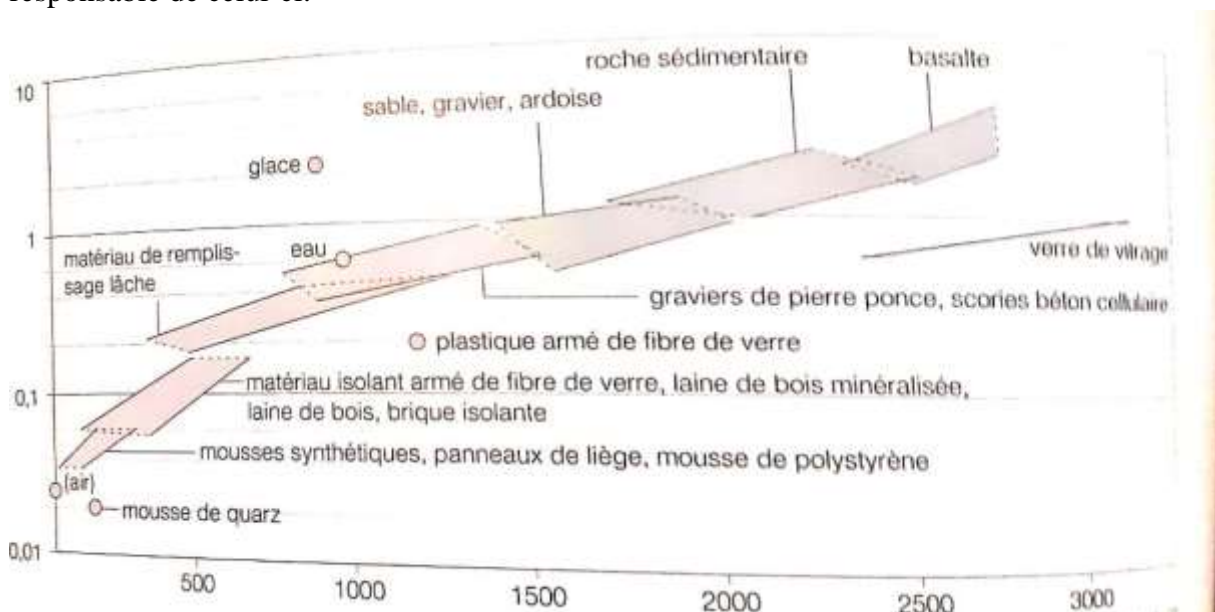 responsable de celui-ci.
roche sédimentaire
basalte
10
sable, gravier, ardoise
glace
1
matériau de remplis-
sage lâche
eau
verre de vitrage
graviers de pierre ponce, scories béton cellulaire
plastique armé de fibre de verre
0,1
matériau isolant armé de fibre de verre, laine de bois minéralisée,
laine de bois, brique isolante
mousses synthétiques, panneaux de liège, mousse de polystyrène
(air)
mousse de quarz
0,01
500
1000
1500
2000
2500
3000